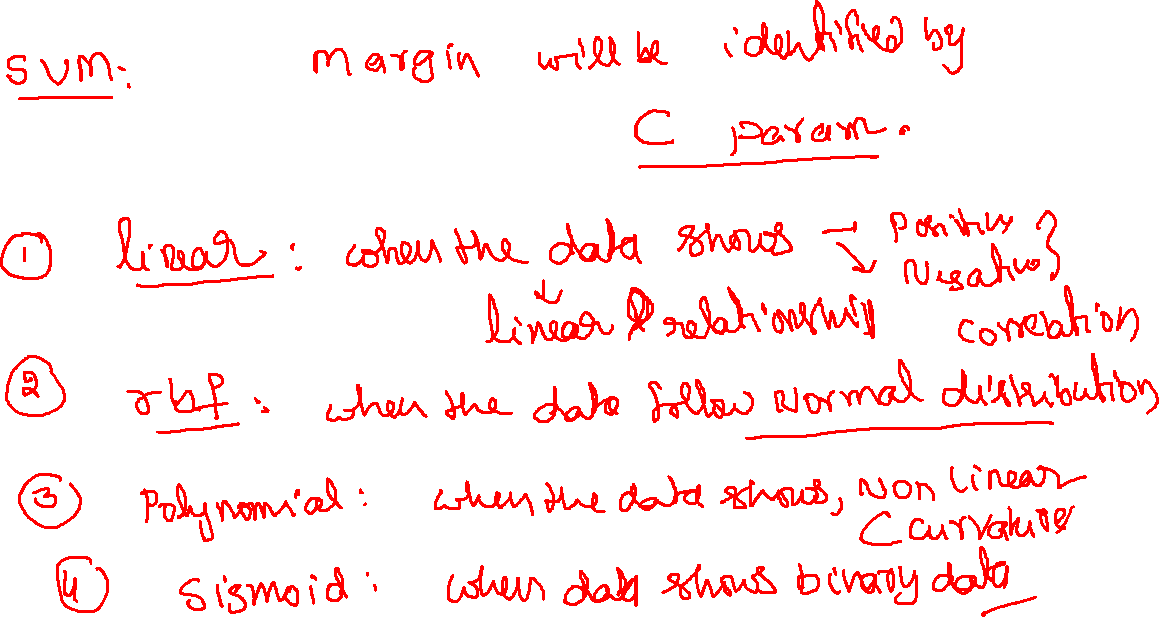 SVM: margin will be identified by
C param.
① linear : when the data shows → Positive
↘ Negative }
linear relationship correlation
② rbf : when the data follow Normal distribution
③ Polynomial : when the data shows, Non linear
(curvature
④ Sigmoid : when data shows binary data